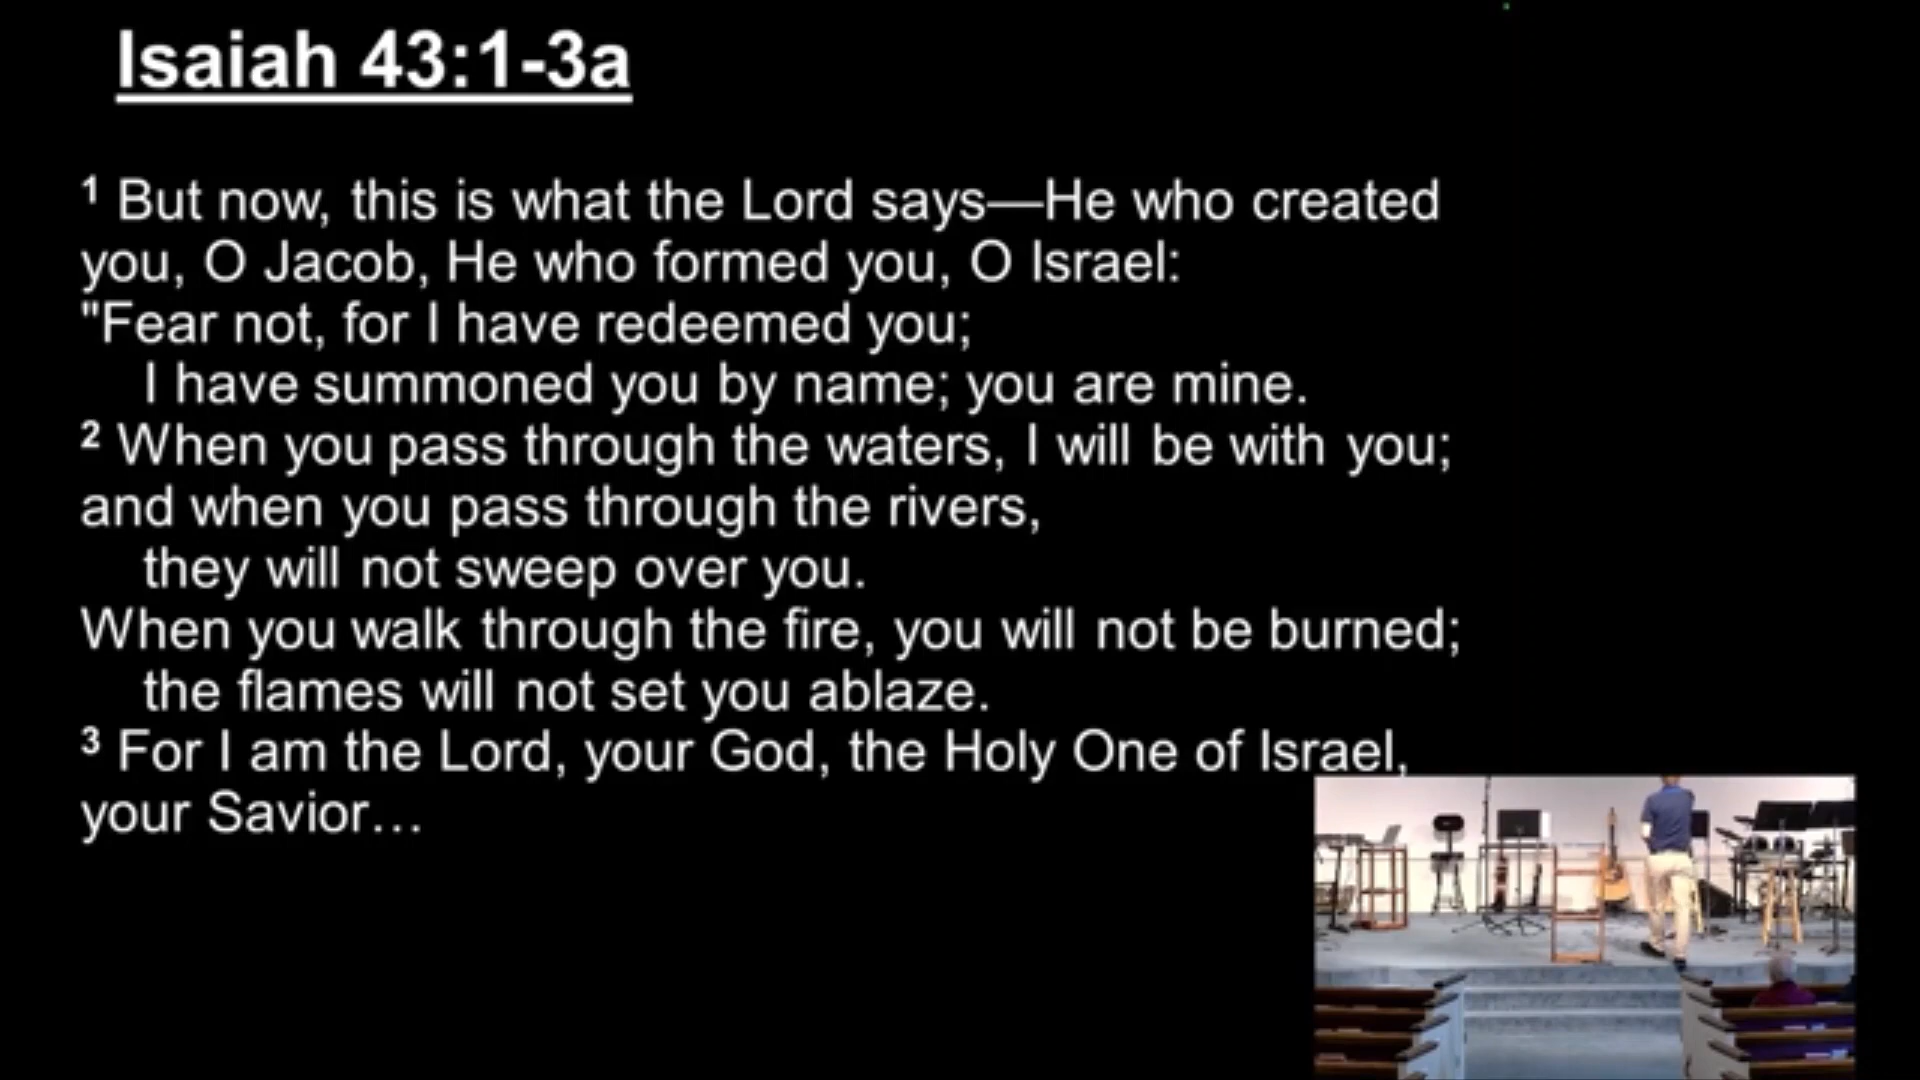 Isaiah 43:1-3a
1 But now, this is what the Lord says—He who created
you, O Jacob, He who formed you, O Israel:
"Fear not, for I have redeemed you;
I have summoned you by name; you are mine.
2 When you pass through the waters, I will be with you;
and when you pass through the rivers,
they will not sweep over you.
When you walk through the fire, you will not be burned;
the flames will not set you ablaze.
3 For I am the Lord, your God, the Holy One of Israel,
your Savior…